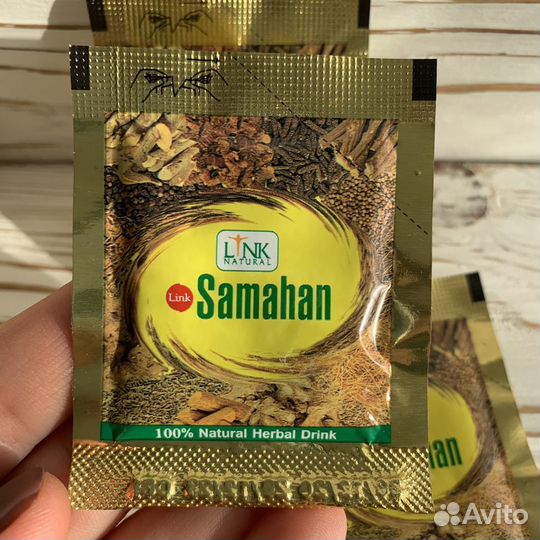 LINK
NATURAL
Link
Samahan
100% Natural Herbal Drink
han
Avito